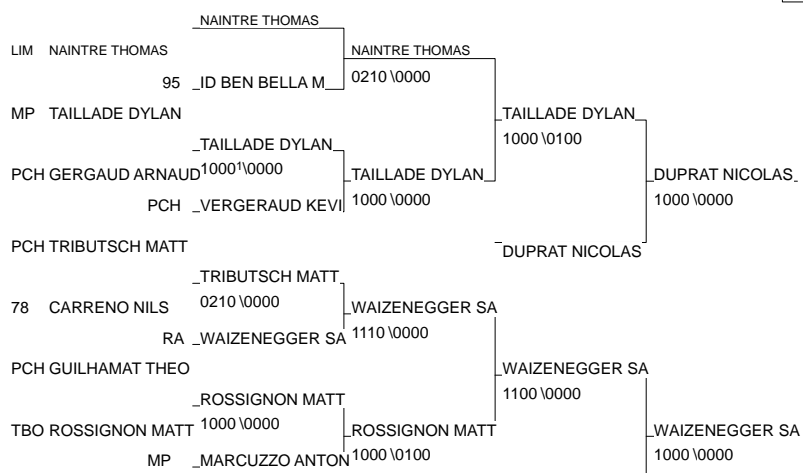 NAINTRE THOMAS
LIM NAINTRE THOMAS NAINTRE THOMAS
95 ID BEN BELLA M 0210 \0000
MP TAILLADE DYLAN TAILLADE DYLAN
1000 \0100
TAILLADE DYLAN
PCH GERGAUD ARNAUD 1000¹\0000 TAILLADE DYLAN DUPRAT NICOLAS
PCH VERGERAUD KEVI 1000 \0000 1000 \0000
PCH TRIBUTSCH MATT DUPRAT NICOLAS
TRIBUTSCH MATT
78 CARRENO NILS 0210 \0000 WAIZENEGGER SA
RA WAIZENEGGER SA 1110 \0000
PCH GUILHAMAT THEO WAIZENEGGER SA
1100 \0000
ROSSIGNON MATT
TBO ROSSIGNON MATT 1000 \0000 ROSSIGNON MATT WAIZENEGGER SA
MP MARCUZZO ANTON 1000 \0100 1000 \0000